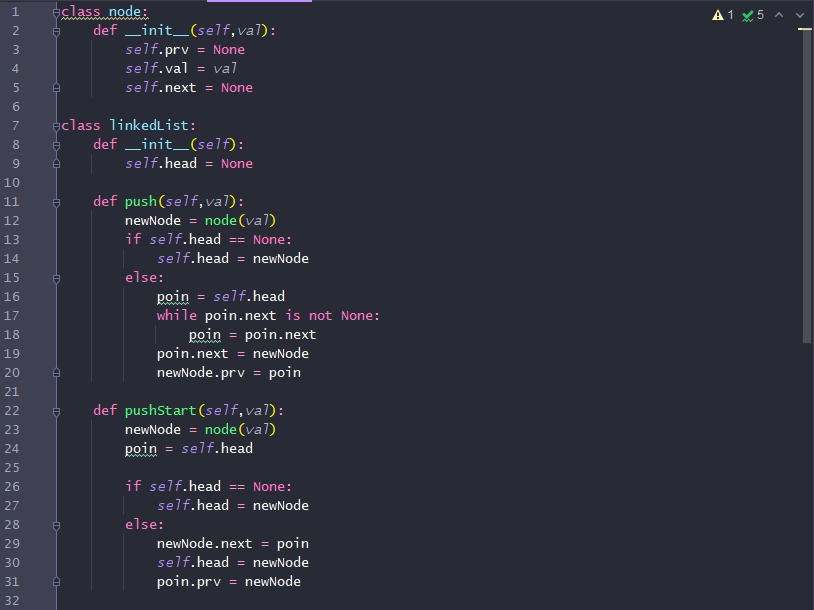 1 class node:
2     def __init__(self,val):
3         self.prv = None
4         self.val = val
5         self.next = None
6
7 class linkedList:
8     def __init__(self):
9         self.head = None
10
11     def push(self,val):
12         newNode = node(val)
13         if self.head == None:
14             self.head = newNode
15         else:
16             poin = self.head
17             while poin.next is not None:
18                 poin = poin.next
19             poin.next = newNode
20             newNode.prv = poin
21
22     def pushStart(self,val):
23         newNode = node(val)
24         poin = self.head
25
26         if self.head == None:
27             self.head = newNode
28         else:
29             newNode.next = poin
30             self.head = newNode
31             poin.prv = newNode
32
1 5